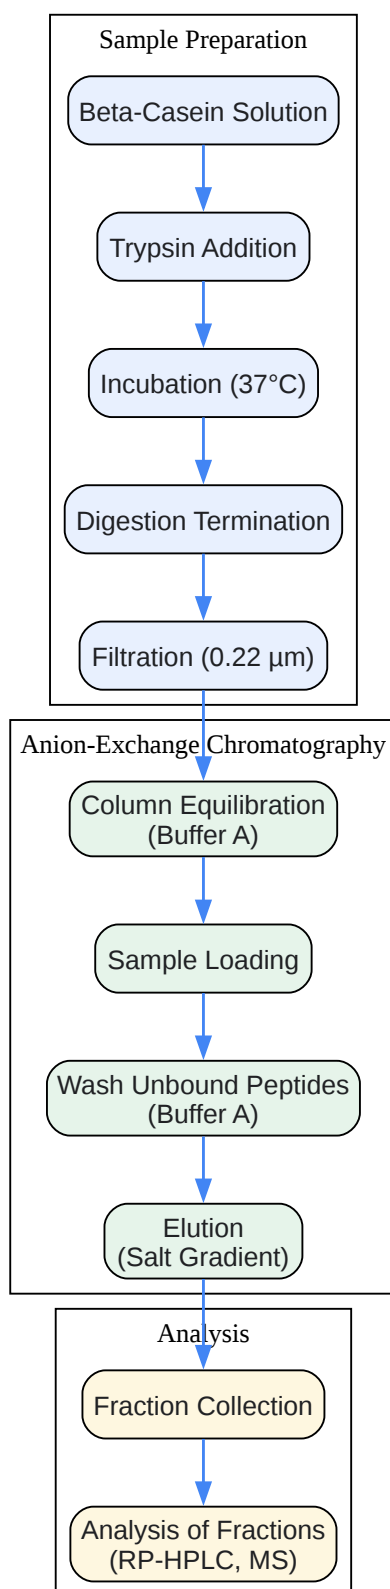 Sample Preparation
Beta-Casein Solution
Trypsin Addition
Incubation (37°C)
Digestion Termination
Filtration (0.22 µm)
Anion-Exchange Chromatography
Column Equilibration
(Buffer A)
Sample Loading
Wash Unbound Peptides
(Buffer A)
Elution
(Salt Gradient)
Analysis
Fraction Collection
Analysis of Fractions
(RP-HPLC, MS)